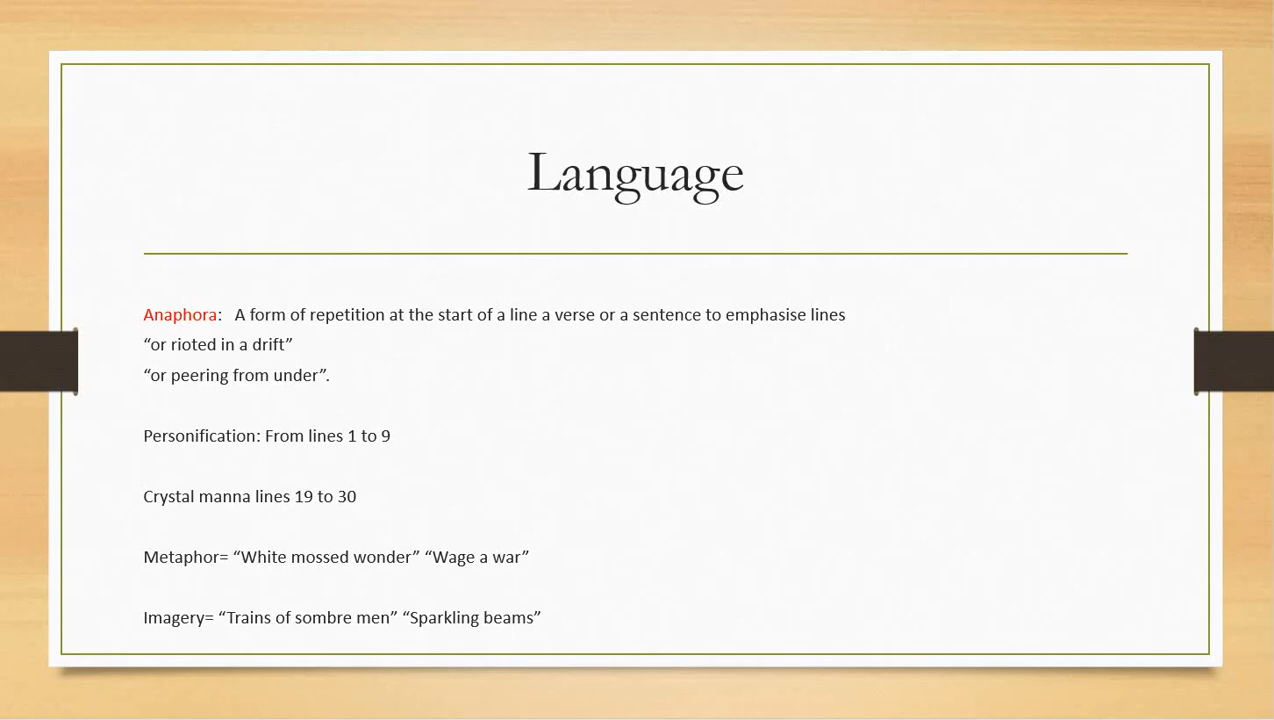 Language
Anaphora:   A form of repetition at the start of a line a verse or a sentence to emphasise lines
“or rioted in a drift”
“or peering from under”.
Personification: From lines 1 to 9
Crystal manna lines 19 to 30
Metaphor= “White mossed wonder” “Wage a war”
Imagery= “Trains of sombre men” “Sparkling beams”